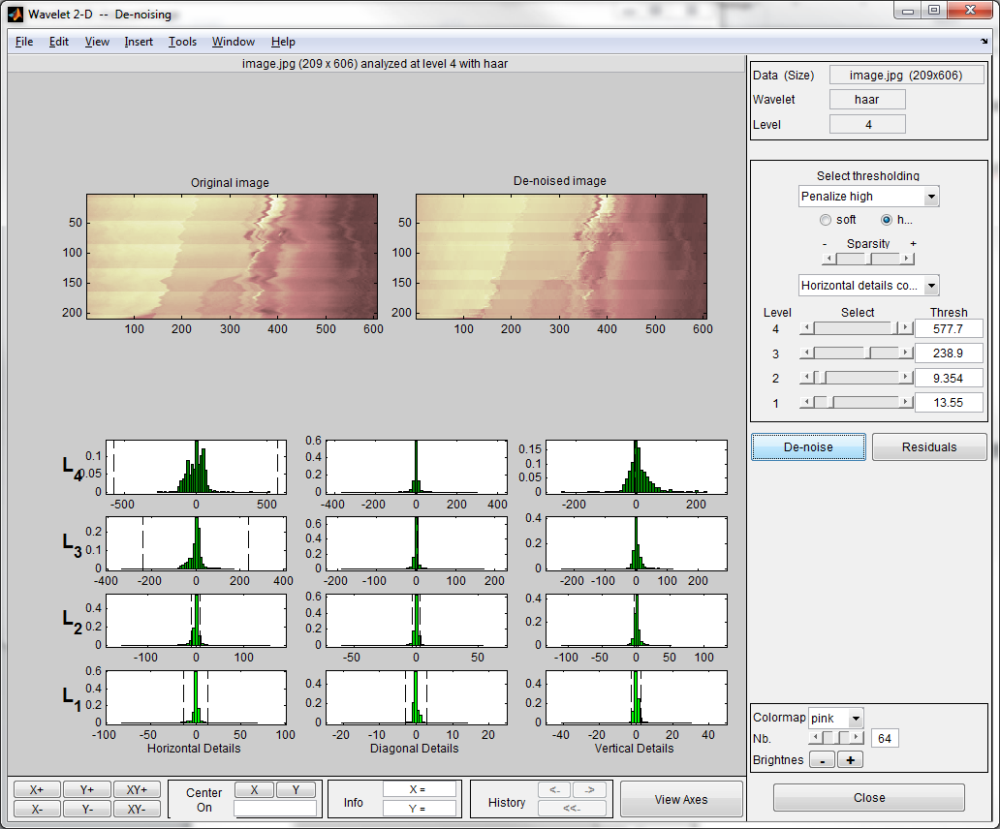 Wavelet 2-D -- De-noising
File Edit View Insert Tools Window Help
image.jpg (209 x 606) analyzed at level 4 with haar
Data (Size) image.jpg (209x606)
Wavelet haar
Level 4
Original image
De-noised image
50
100
150
200
100 200 300 400 500 600
50
100
150
200
100 200 300 400 500 600
Select thresholding
Penalize high
soft h...
- Sparsity +
Horizontal details co...
Level Select Thresh
4 577.7
3 238.9
2 9.354
1 13.55
De-noise Residuals
L4
0.1
0.05
0
-500 0 500
0.6
0.4
0.2
0
-400 -200 0 200 400
0.15
0.1
0.05
0
-200 0 200
L3
0.2
0.1
0
-400 -200 0 200 400
0.6
0.4
0.2
0
-200 -100 0 100 200
0.4
0.2
0
-200 -100 0 100 200
L2
0.4
0.2
0
-100 0 100
0.6
0.4
0.2
0
-50 0 50
0.4
0.2
0
-100 -50 0 50 100
L1
0.6
0.4
0.2
0
-100 -50 0 50 100
Horizontal Details
0.4
0.2
0
-20 -10 0 10 20
Diagonal Details
0.4
0.2
0
-40 -20 0 20 40
Vertical Details
Colormap pink
Nb. 64
Brightnes - +
X+ Y+ XY+
X- Y- XY-
Center On X Y
Info X =
Y =
History <- ->
<<-
View Axes
Close